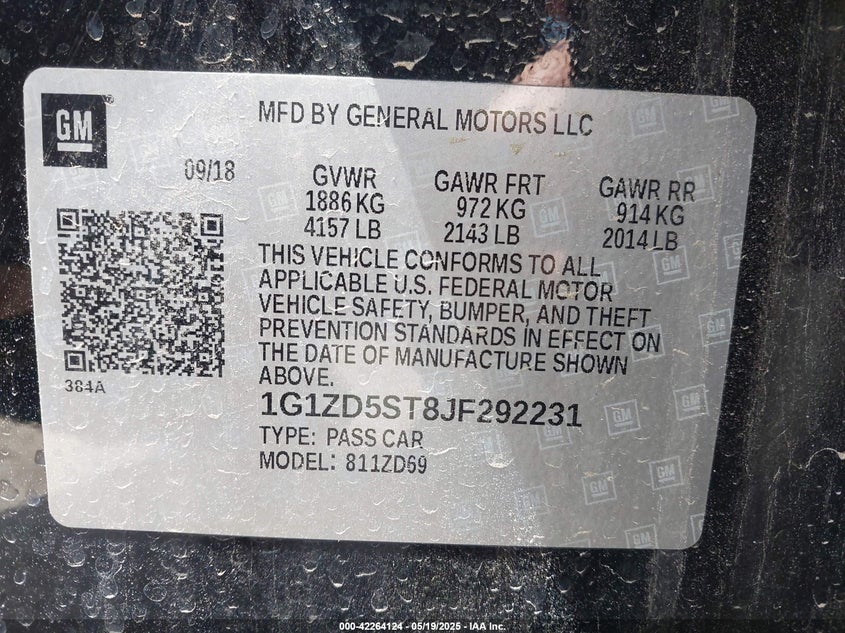 GM
MFD BY GENERAL MOTORS LLC
09/18
GVWR GAWR FRT GAWR RR
1886 KG 972 KG 914 KG
4157 LB 2143 LB 2014 LB
THIS VEHICLE CONFORMS TO ALL
APPLICABLE U.S. FEDERAL MOTOR
VEHICLE SAFETY, BUMPER, AND THEFT
PREVENTION STANDARDS IN EFFECT ON
THE DATE OF MANUFACTURE SHOWN
ABOVE.
384A
1G1ZD5ST8JF292231
TYPE: PASS CAR
MODEL: 811ZD69
000-42264124 - 05/19/2025 - IAA Inc.